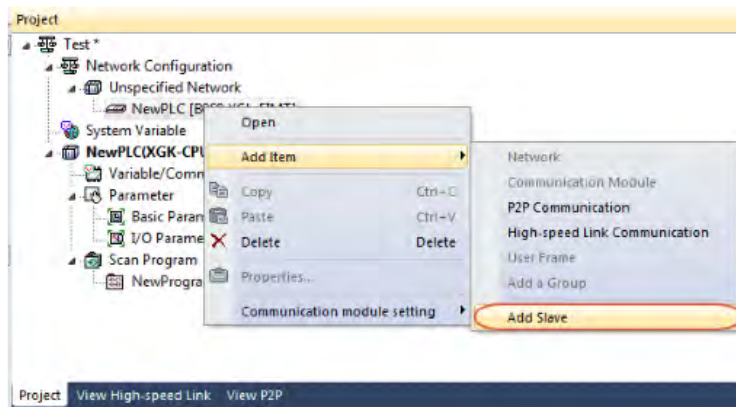 Project
Test *
Network Configuration
Unspecified Network
NewPLC
System Variable
NewPLC(XGK-CPU
Variable/Comm
Parameter
Basic Param
I/O Parame
Scan Program
NewProgra
Open
Add Item
Copy Ctrl+C
Paste Ctrl+V
Delete Delete
Properties...
Communication module setting
Network
Communication Module
P2P Communication
High-speed Link Communication
User Frame
Add a Group
Add Slave
Project View High-speed Link View P2P